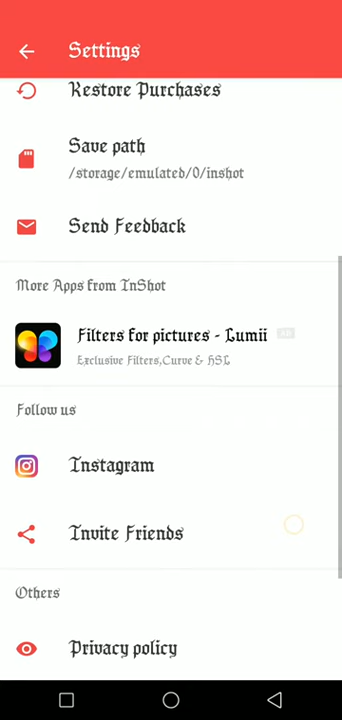 Settings
Restore Purchases
Save path
/storage/emulated/0/inshot
Send Feedback
More Apps from InShot
Filters for pictures - Lumii AD
Exclusive Filters,Curve & HSL
Follow us
Instagram
Invite Friends
Others
Privacy policy